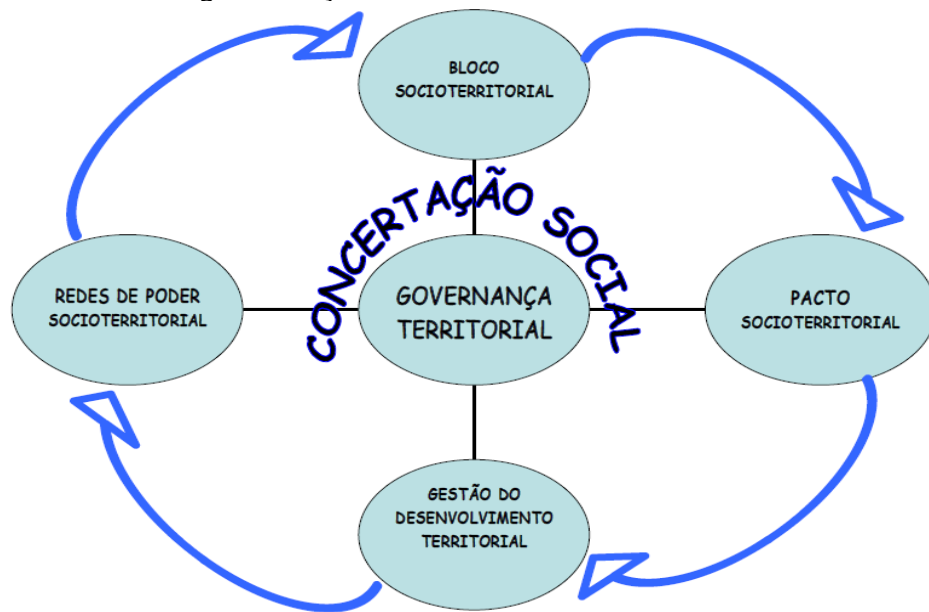 BLOCO
SOCIOTERRITORIAL
CONCERTAÇÃO SOCIAL
REDES DE PODER
SOCIOTERRITORIAL
GOVERNANÇA
TERRITORIAL
PACTO
SOCIOTERRITORIAL
GESTÃO DO
DESENVOLVIMENTO
TERRITORIAL